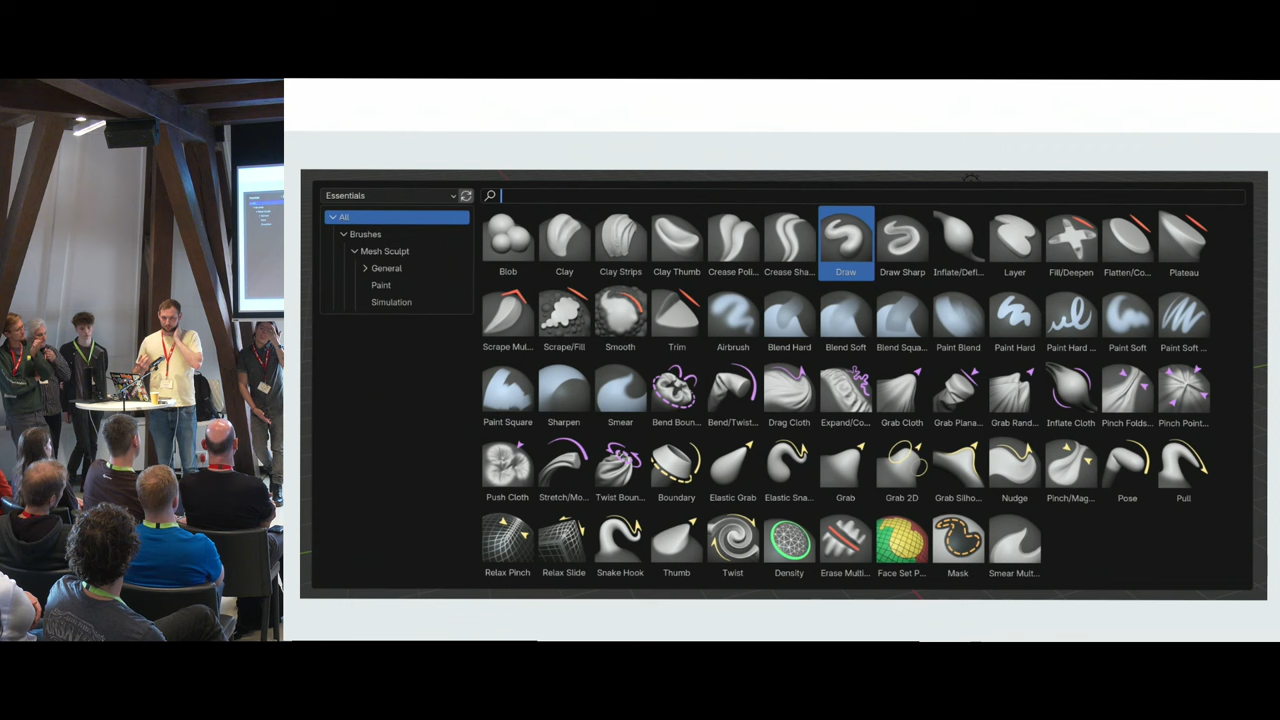 Essentials
All
Brushes
Mesh Sculpt
General
Paint
Simulation
Blob Clay Clay Strips Clay Thumb Crease Poli... Crease Sha... Draw Draw Sharp Inflate/Defl... Layer Fill/Deepen Flatten/Co... Plateau
Scrape Mul... Scrape/Fill Smooth Trim Airbrush Blend Hard Blend Soft Blend Squa... Paint Blend Paint Hard Paint Hard ... Paint Soft Paint Soft ...
Paint Square Sharpen Smear Bend Boun... Bend/Twist... Drag Cloth Expand/Co... Grab Cloth Grab Plana... Grab Rand... Inflate Cloth Pinch Folds... Pinch Point...
Push Cloth Stretch/Mo... Twist Boun... Boundary Elastic Grab Elastic Sna... Grab Grab 2D Grab Silho... Nudge Pinch/Mag... Pose Pull
Relax Pinch Relax Slide Snake Hook Thumb Twist Density Erase Multi... Face Set P... Mask Smear Mult...